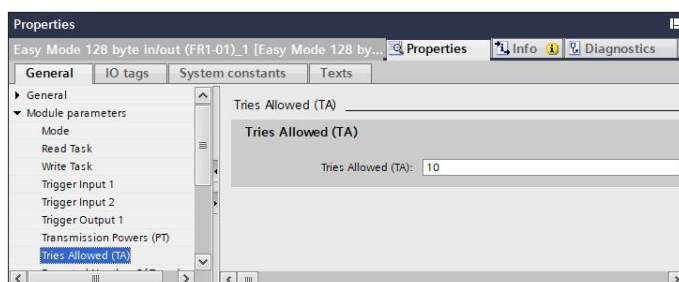 Properties
Easy Mode 128 byte in/out (FR1-01)_1 [Easy Mode 128 by... Properties Info Diagnostics
General IO tags System constants Texts
General
Module parameters
Mode
Read Task
Write Task
Trigger Input 1
Trigger Input 2
Trigger Output 1
Transmission Powers (PT)
Tries Allowed (TA)
Tries Allowed (TA)
Tries Allowed (TA)
Tries Allowed (TA): 10